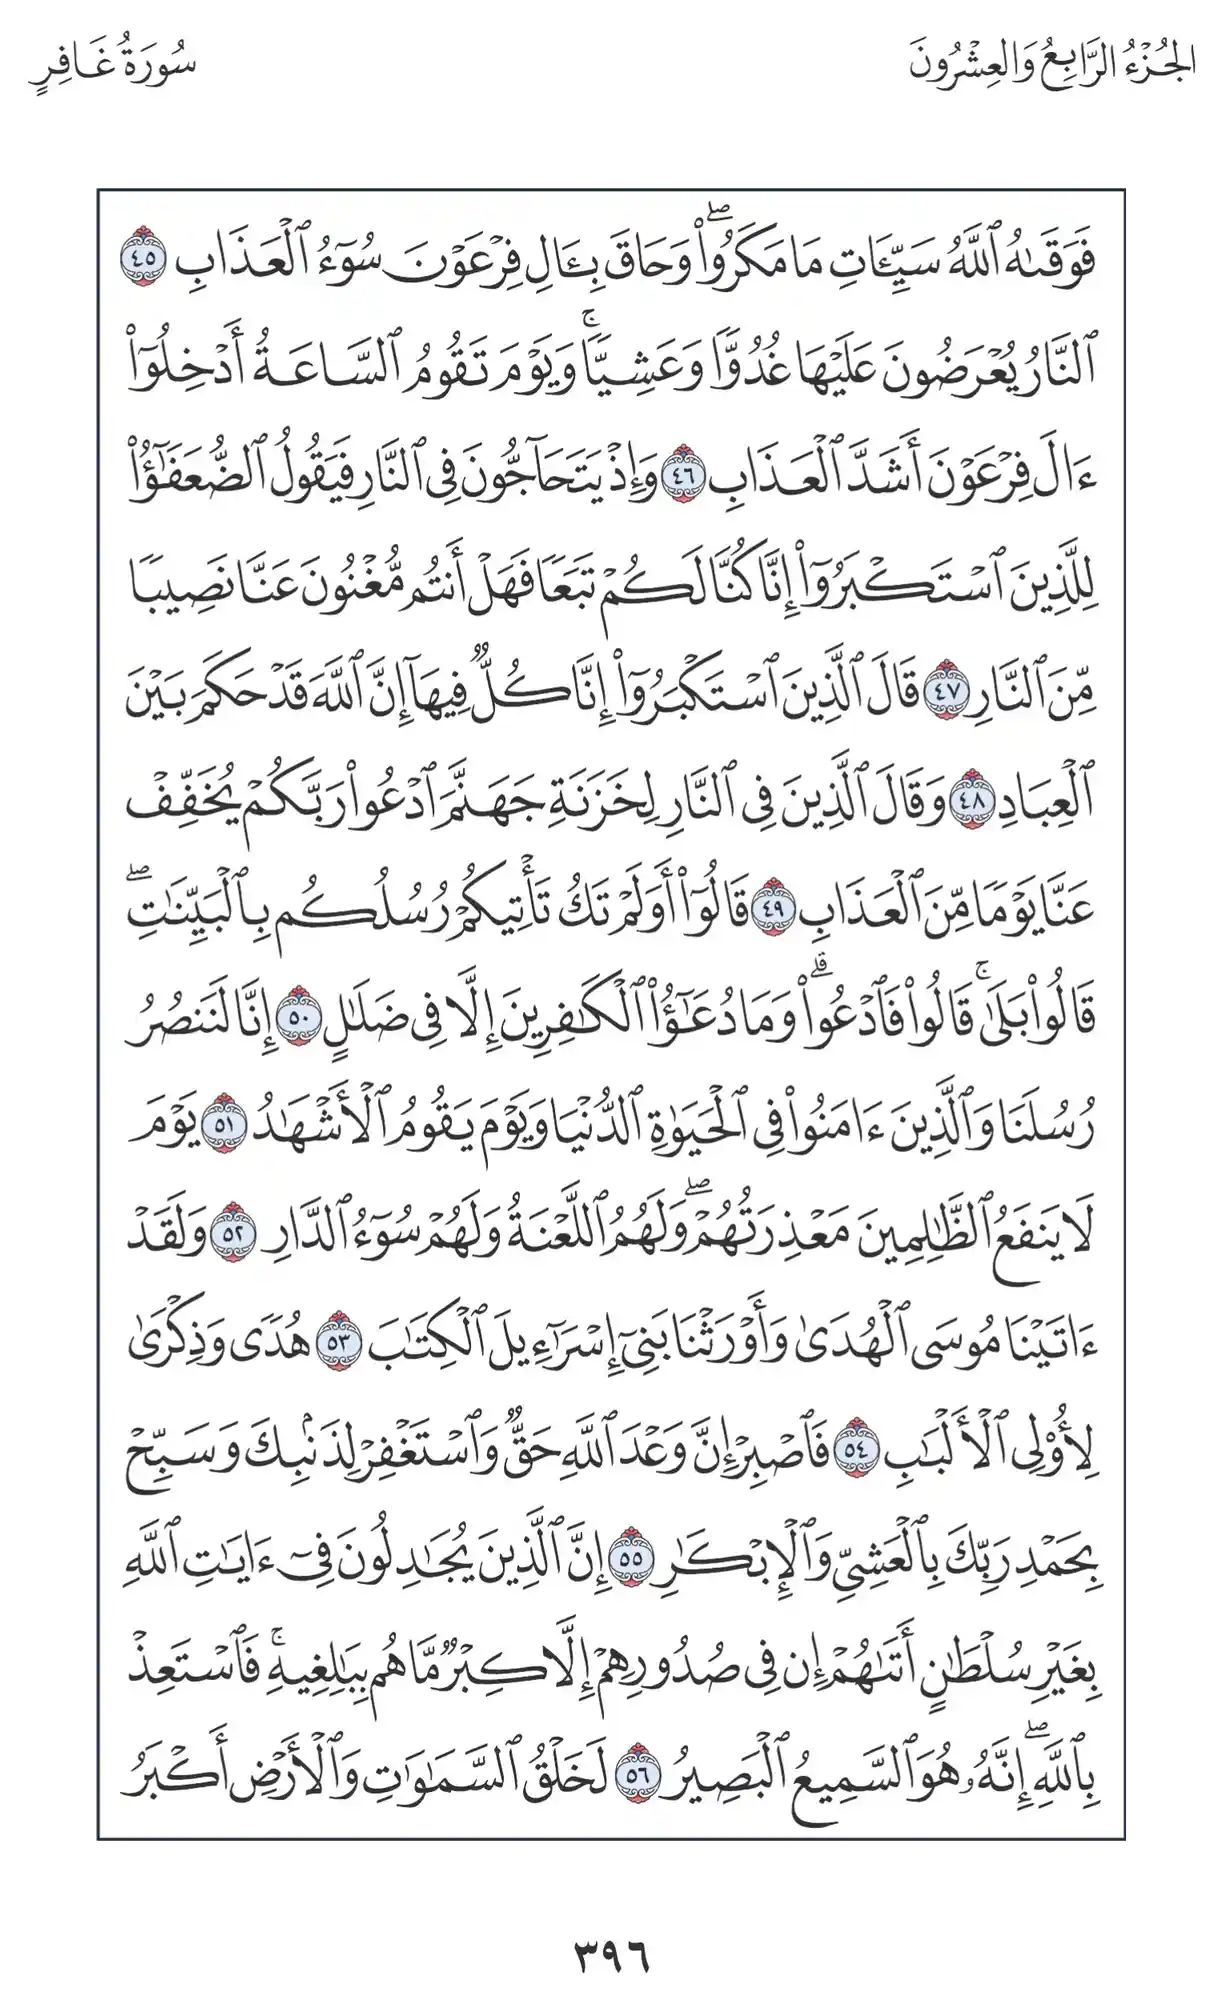 الجُزْءُ الرَّابِعُ وَالعِشْرُونَ
سُورَةُ غَافِرٍ
فَوَقَىٰهُ ٱللَّهُ سَيِّـَٔاتِ مَا مَكَرُوا۟ ۖ وَحَاقَ بِـَٔالِ فِرْعَوْنَ سُوٓءُ ٱلْعَذَابِ ٤٥
ٱلنَّارُ يُعْرَضُونَ عَلَيْهَا غُدُوًّا وَعَشِيًّا ۚ وَيَوْمَ تَقُومُ ٱلسَّاعَةُ أَدْخِلُوٓا۟
ءَالَ فِرْعَوْنَ أَشَدَّ ٱلْعَذَابِ ٤٦ وَإِذْ يَتَحَآجُّونَ فِى ٱلنَّارِ فَيَقُولُ ٱلضُّعَفَـٰٓؤُا۟
لِلَّذِينَ ٱسْتَكْبَرُوٓا۟ إِنَّا كُنَّا لَكُمْ تَبَعًا فَهَلْ أَنتُم مُّغْنُونَ عَنَّا نَصِيبًا
مِّنَ ٱلنَّارِ ٤٧ قَالَ ٱلَّذِينَ ٱسْتَكْبَرُوٓا۟ إِنَّا كُلٌّ فِيهَآ إِنَّ ٱللَّهَ قَدْ حَكَمَ بَيْنَ
ٱلْعِبَادِ ٤٨ وَقَالَ ٱلَّذِينَ فِى ٱلنَّارِ لِخَزَنَةِ جَهَنَّمَ ٱدْعُوا۟ رَبَّكُمْ يُخَفِّفْ
عَنَّا يَوْمًا مِّنَ ٱلْعَذَابِ ٤٩ قَالُوٓا۟ أَوَلَمْ تَكُ تَأْتِيكُمْ رُسُلُكُم بِٱلْبَيِّنَـٰتِ ۖ
قَالُوا۟ بَلَىٰ ۚ قَالُوا۟ فَٱدْعُوا۟ ۗ وَمَا دُعَـٰٓؤُا۟ ٱلْكَـٰفِرِينَ إِلَّا فِى ضَلَـٰلٍ ٥٠ إِنَّا لَنَنصُرُ
رُسُلَنَا وَٱلَّذِينَ ءَامَنُوا۟ فِى ٱلْحَيَوٰةِ ٱلدُّنْيَا وَيَوْمَ يَقُومُ ٱلْأَشْهَـٰدُ ٥١ يَوْمَ
لَا يَنفَعُ ٱلظَّـٰلِمِينَ مَعْذِرَتُهُمْ ۖ وَلَهُمُ ٱللَّعْنَةُ وَلَهُمْ سُوٓءُ ٱلدَّارِ ٥٢ وَلَقَدْ
ءَاتَيْنَا مُوسَى ٱلْهُدَىٰ وَأَوْرَثْنَا بَنِىٓ إِسْرَٰٓءِيلَ ٱلْكِتَـٰبَ ٥٣ هُدًى وَذِكْرَىٰ
لِأُو۟لِى ٱلْأَلْبَـٰبِ ٥٤ فَٱصْبِرْ إِنَّ وَعْدَ ٱللَّهِ حَقٌّ وَٱسْتَغْفِرْ لِذَنۢبِكَ وَسَبِّحْ
بِحَمْدِ رَبِّكَ بِٱلْعَشِىِّ وَٱلْإِبْكَـٰرِ ٥٥ إِنَّ ٱلَّذِينَ يُجَـٰدِلُونَ فِىٓ ءَايَـٰتِ ٱللَّهِ
بِغَيْرِ سُلْطَـٰنٍ أَتَىٰهُمْ إِن فِى صُدُورِهِمْ إِلَّا كِبْرٌ مَّا هُم بِبَـٰلِغِيهِ ۚ فَٱسْتَعِذْ
بِٱللَّهِ ۖ إِنَّهُۥ هُوَ ٱلسَّمِيعُ ٱلْبَصِيرُ ٥٦ لَخَلْقُ ٱلسَّمَـٰوَٰتِ وَٱلْأَرْضِ أَكْبَرُ
٣٩٦